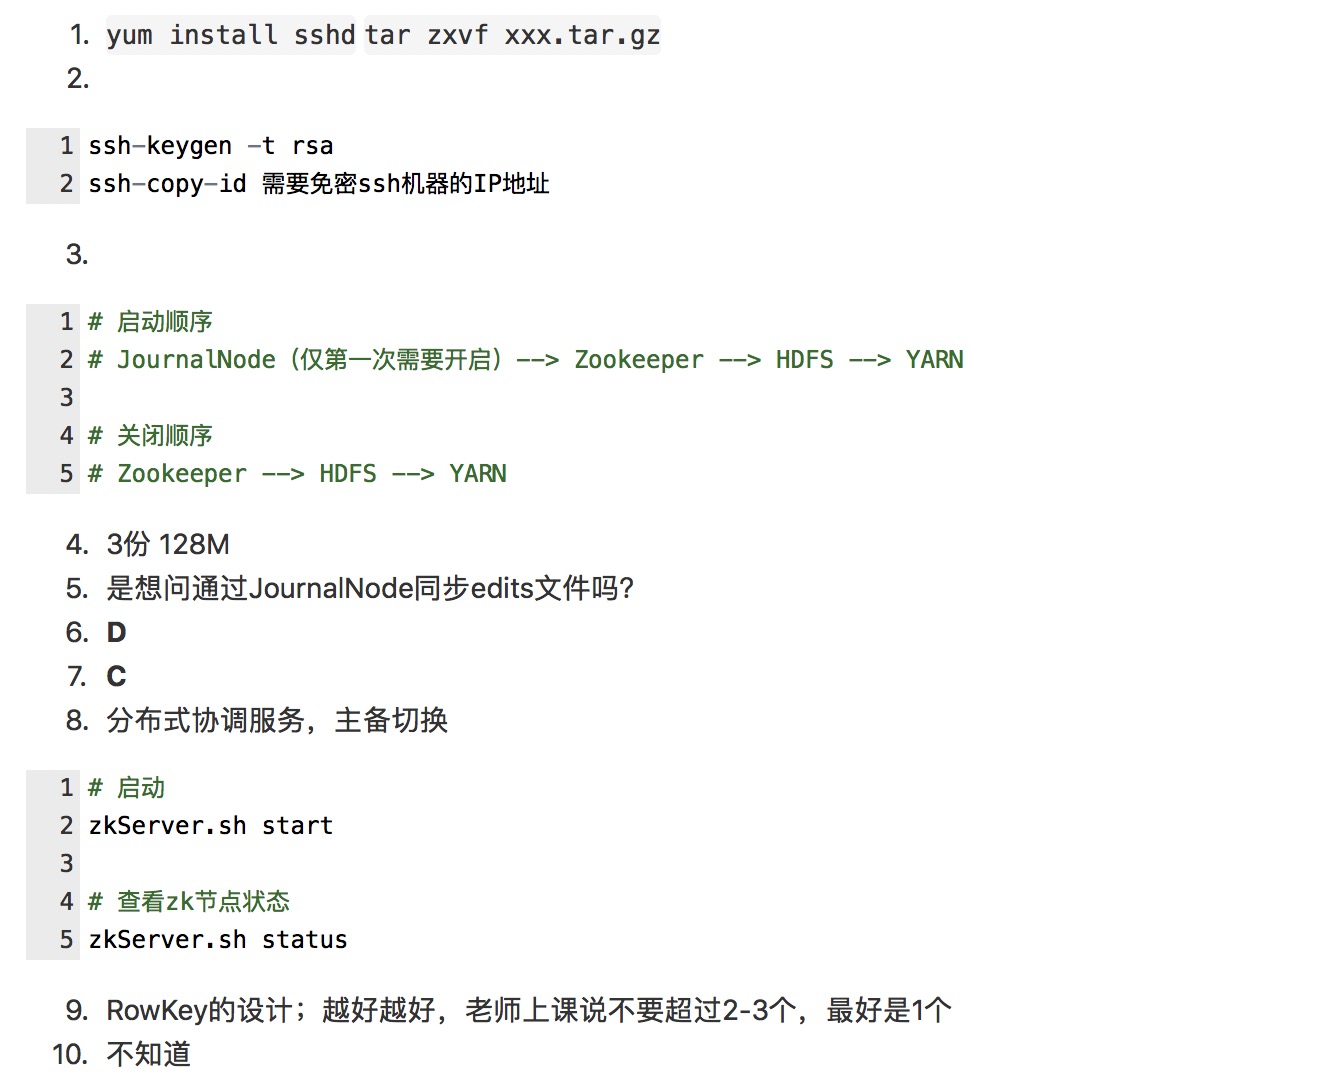 1. yum install sshd tar zxvf xxx.tar.gz
2.
1 ssh-keygen -t rsa
2 ssh-copy-id 需要免密ssh机器的IP地址
3.
1 # 启动顺序
2 # JournalNode（仅第一次需要开启）--> Zookeeper --> HDFS --> YARN
3
4 # 关闭顺序
5 # Zookeeper --> HDFS --> YARN
4. 3份 128M
5. 是想问通过JournalNode同步edits文件吗?
6. D
7. C
8. 分布式协调服务，主备切换
1 # 启动
2 zkServer.sh start
3
4 # 查看zk节点状态
5 zkServer.sh status
9. RowKey的设计；越好越好，老师上课说不要超过2-3个，最好是1个
10. 不知道